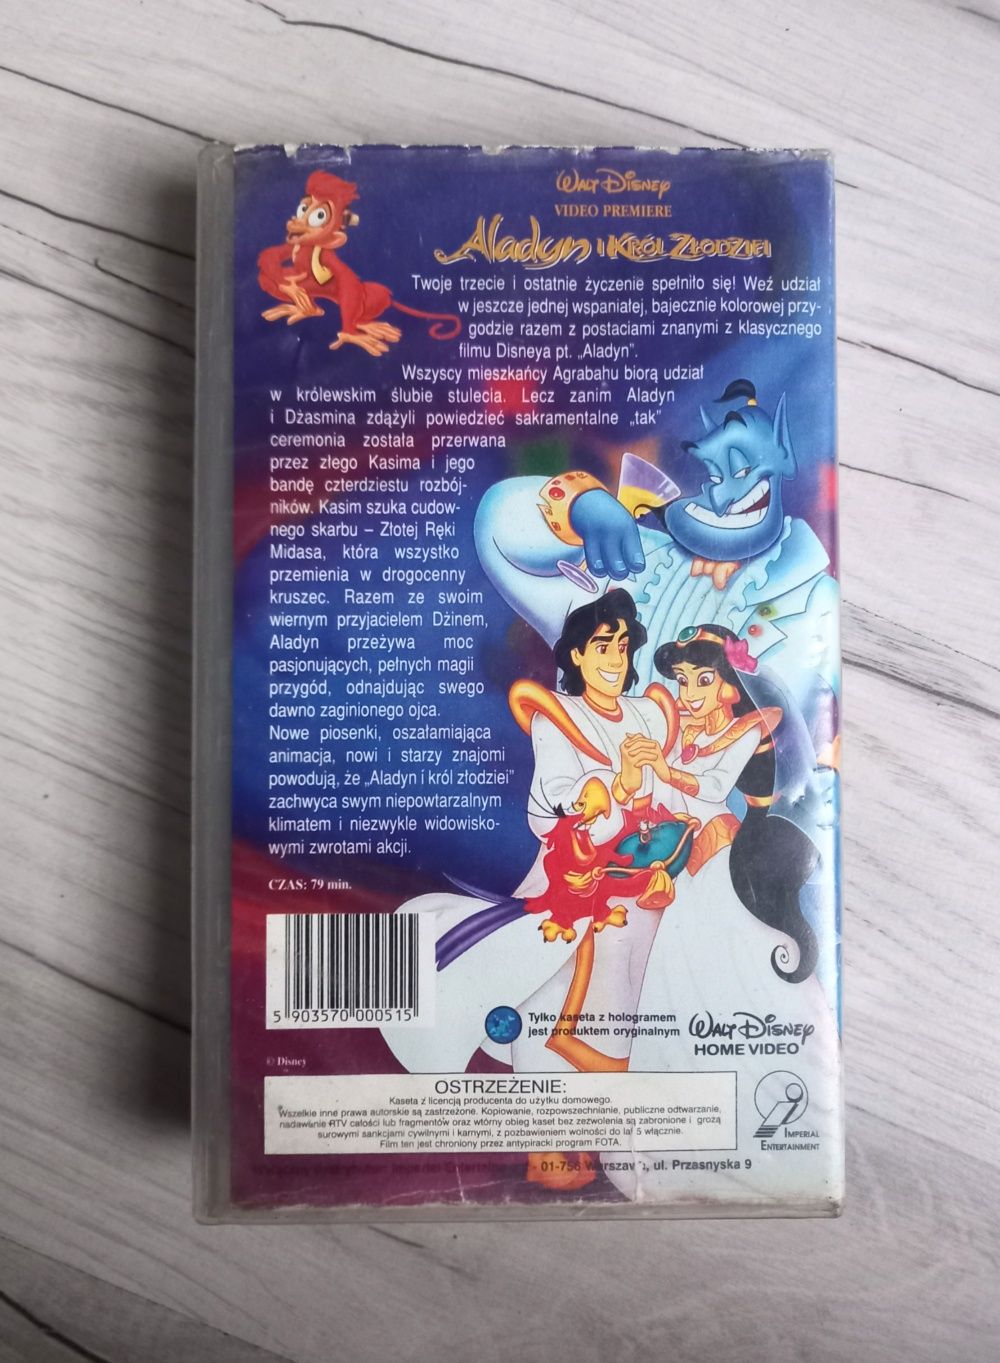 Walt Disney
VIDEO PREMIERE
Aladyn i Król Złodziei
Twoje trzecie i ostatnie życzenie spełniło się! Weź udział
w jeszcze jednej wspaniałej, bajecznie kolorowej przy-
godzie razem z postaciami znanymi z klasycznego
filmu Disneya pt. „Aladyn”.
Wszyscy mieszkańcy Agrabahu biorą udział
w królewskim ślubie stulecia. Lecz zanim Aladyn
i Dżasmina zdążyli powiedzieć sakramentalne „tak”
ceremonia została przerwana
przez złego Kasima i jego
bandę czterdziestu rozbój-
ników. Kasim szuka cudow-
nego skarbu – Złotej Ręki
Midasa, która wszystko
przemienia w drogocenny
kruszec. Razem ze swoim
wiernym przyjacielem Dżinem,
Aladyn przeżywa moc
pasjonujących, pełnych magii
przygód, odnajdując swego
dawno zaginionego ojca.
Nowe piosenki, oszałamiająca
animacja, nowi i starzy znajomi
powodują, że „Aladyn i król złodziei”
zachwyca swym niepowtarzalnym
klimatem i niezwykle widowisko-
wymi zwrotami akcji.
CZAS: 79 min.
5 903570 000515
Tylko kaseta z hologramem
jest produktem oryginalnym
Walt Disney
HOME VIDEO
© Disney
OSTRZEŻENIE:
Kaseta z licencją producenta do użytku domowego.
Wszelkie inne prawa autorskie są zastrzeżone. Kopiowanie, rozpowszechnianie, publiczne odtwarzanie,
nadawanie RTV całości lub fragmentów oraz wtórny obieg kaset bez zezwolenia są zabronione i grożą
surowymi sankcjami cywilnymi i karnymi, z pozbawieniem wolności do lat 5 włącznie.
Film ten jest chroniony przez antypiracki program FOTA.
Imperial
Entertainment
Imperial Entertainment - 01-756 Warszawa, ul. Przasnyska 9